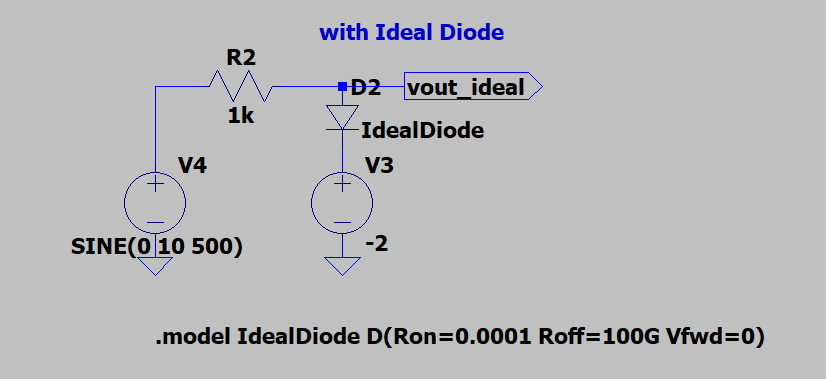 with Ideal Diode
R2
D2
vout_ideal
1k
IdealDiode
V4
V3
SINE(0 10 500)
-2
.model IdealDiode D(Ron=0.0001 Roff=100G Vfwd=0)